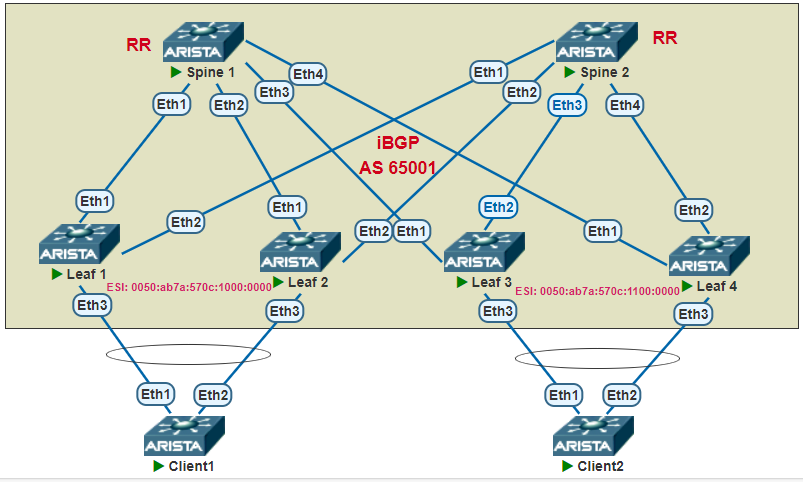 RR
ARISTA
Spine 1
ARISTA
Spine 2
RR
Eth1
Eth2
Eth3
Eth4
Eth1
Eth2
Eth3
Eth4
iBGP
AS 65001
Eth1
Eth2
Eth1
Eth2
Eth1
Eth2
Eth1
Eth2
ARISTA
Leaf 1
ESI: 0050:ab7a:570c:1000:0000
ARISTA
Leaf 2
ARISTA
Leaf 3
ESI: 0050:ab7a:570c:1100:0000
ARISTA
Leaf 4
Eth3
Eth3
Eth3
Eth3
Eth1
Eth2
Eth1
Eth2
ARISTA
Client1
ARISTA
Client2